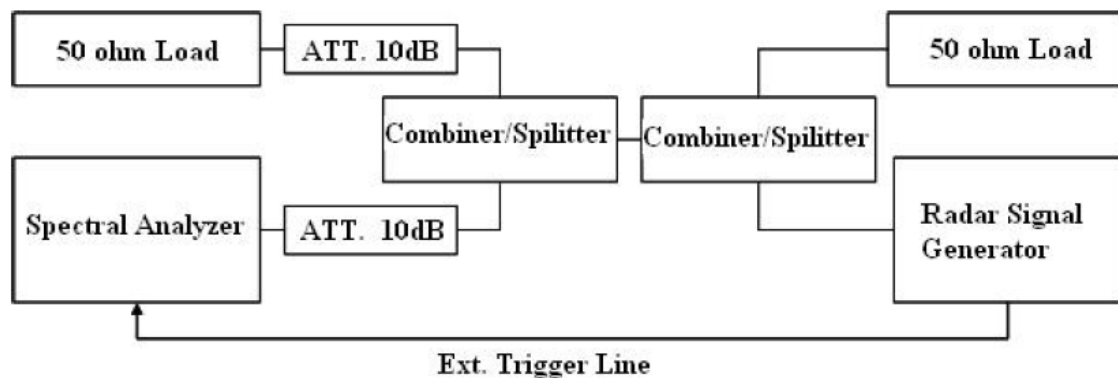 50 ohm Load
ATT. 10dB
50 ohm Load
Combiner/Spilitter
Combiner/Spilitter
Spectral Analyzer
ATT. 10dB
Radar Signal
Generator
Ext. Trigger Line